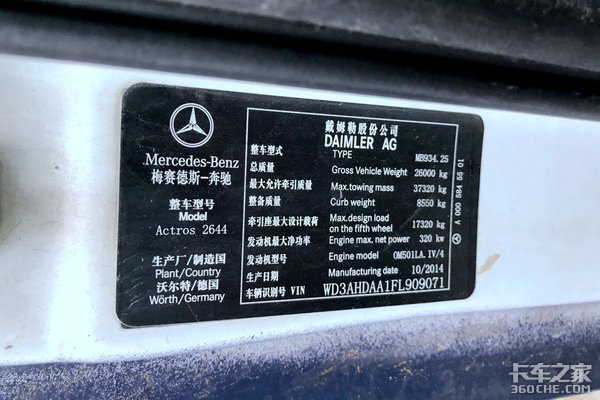 Mercedes-Benz
梅赛德斯-奔驰
整车型号
Model
Actros 2644
生产厂/制造国
Plant/Country
沃尔特/德国
Wörth/Germany
戴姆勒股份公司
DAIMLER AG
整车型式 TYPE MB934.25
总质量 Gross Vehicle Weight 26000 kg
最大允许牵引质量 Max.towing mass 37320 kg
整备质量 Curb weight 8550 kg
牵引座最大设计载荷 Max.design load on the fifth wheel 17320 kg
发动机最大净功率 Engine max. net power 320 kw
发动机型号 Engine model OM501LA.IV/4
生产日期 Manufacturing date 10/2014
车辆识别号 VIN WD3AHDAA1FL909071
A 000 584 55 01
卡车之家
360CHE.COM